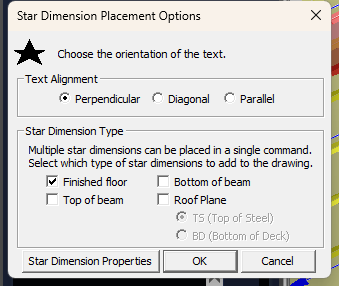 Star Dimension Placement Options
Choose the orientation of the text.
Text Alignment
Perpendicular Diagonal Parallel
Star Dimension Type
Multiple star dimensions can be placed in a single command.
Select which type of star dimensions to add to the drawing.
Finished floor Bottom of beam
Top of beam Roof Plane
TS (Top of Steel)
BD (Bottom of Deck)
Star Dimension Properties OK Cancel